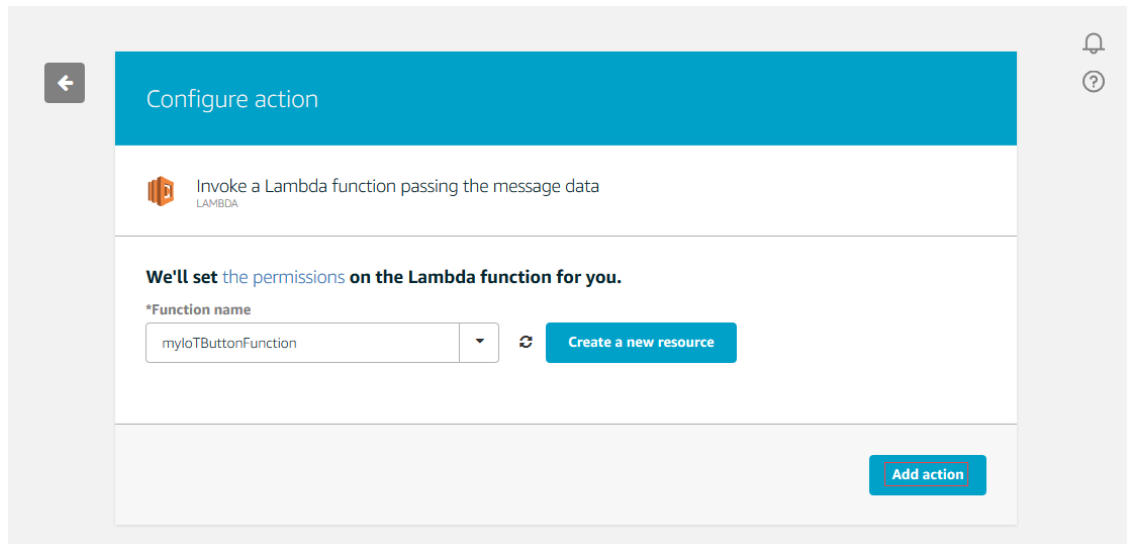 Configure action
Invoke a Lambda function passing the message data
LAMBDA
We'll set the permissions on the Lambda function for you.
*Function name
myIoTButtonFunction
Create a new resource
Add action